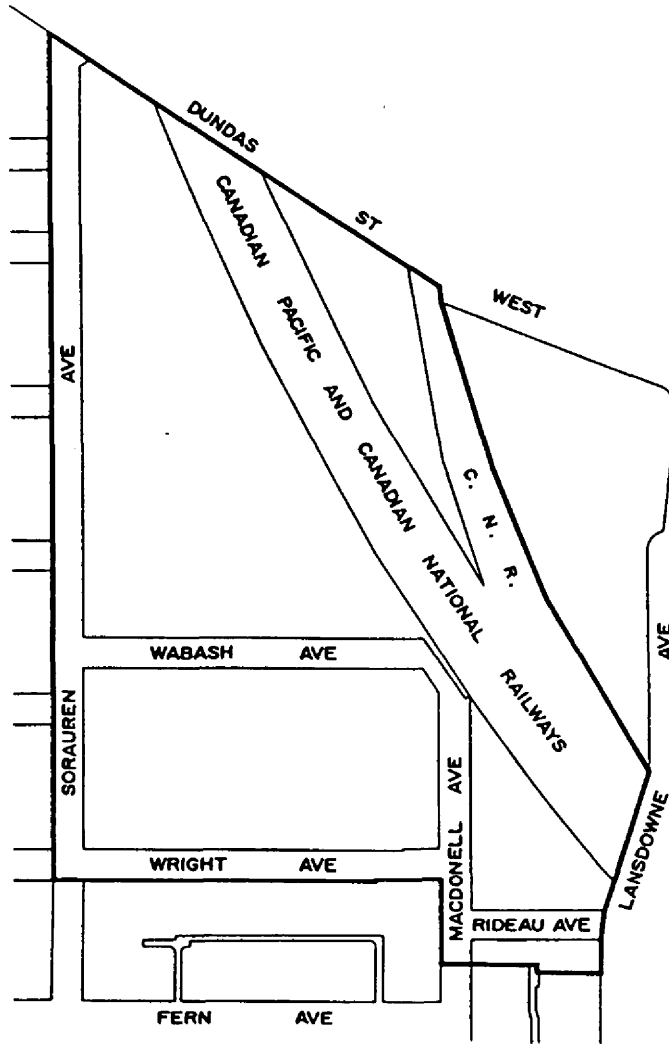 DUNDAS ST WEST
CANADIAN PACIFIC AND CANADIAN NATIONAL RAILWAYS
C. N. R.
AVE
SORAUREN
WABASH AVE
WRIGHT AVE
MACDONELL AVE
RIDEAU AVE
LANSDOWNE
AVE
FERN AVE